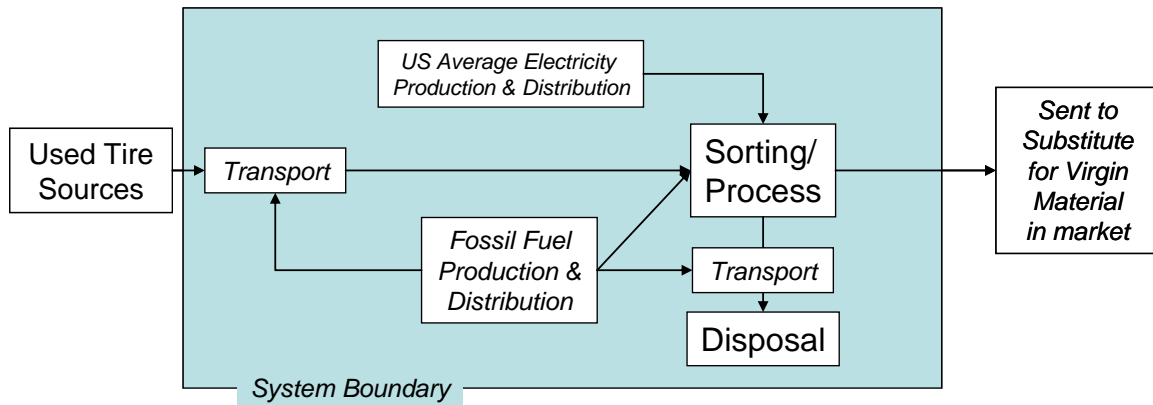 US Average Electricity
Production & Distribution
Used Tire
Sources
Transport
Sorting/
Process
Sent to
Substitute
for Virgin
Material
in market
Fossil Fuel
Production &
Distribution
Transport
Disposal
System Boundary